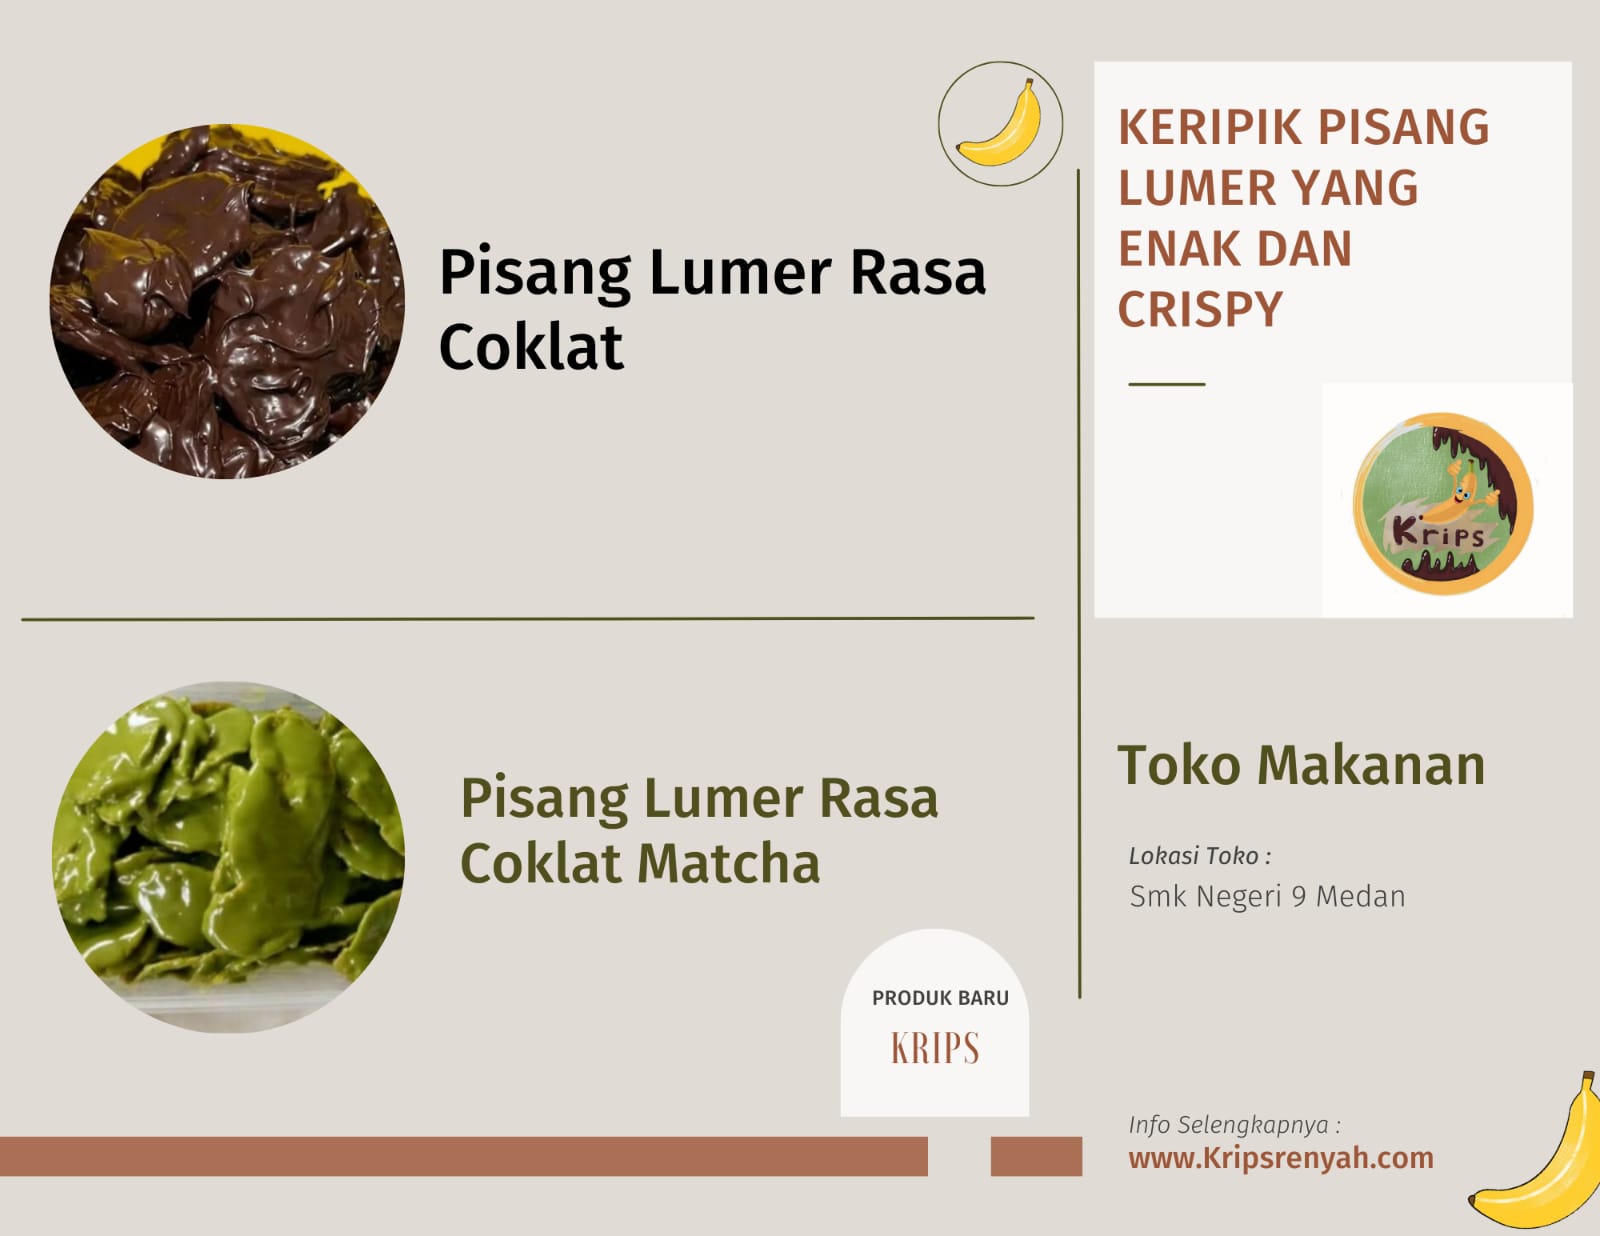 Pisang Lumer Rasa
Coklat
Pisang Lumer Rasa
Coklat Matcha
PRODUK BARU
KRIPS
KERIPIK PISANG
LUMER YANG
ENAK DAN
CRISPY
Krips
Toko Makanan
Lokasi Toko :
Smk Negeri 9 Medan
Info Selengkapnya :
www.Kripsrenyah.com